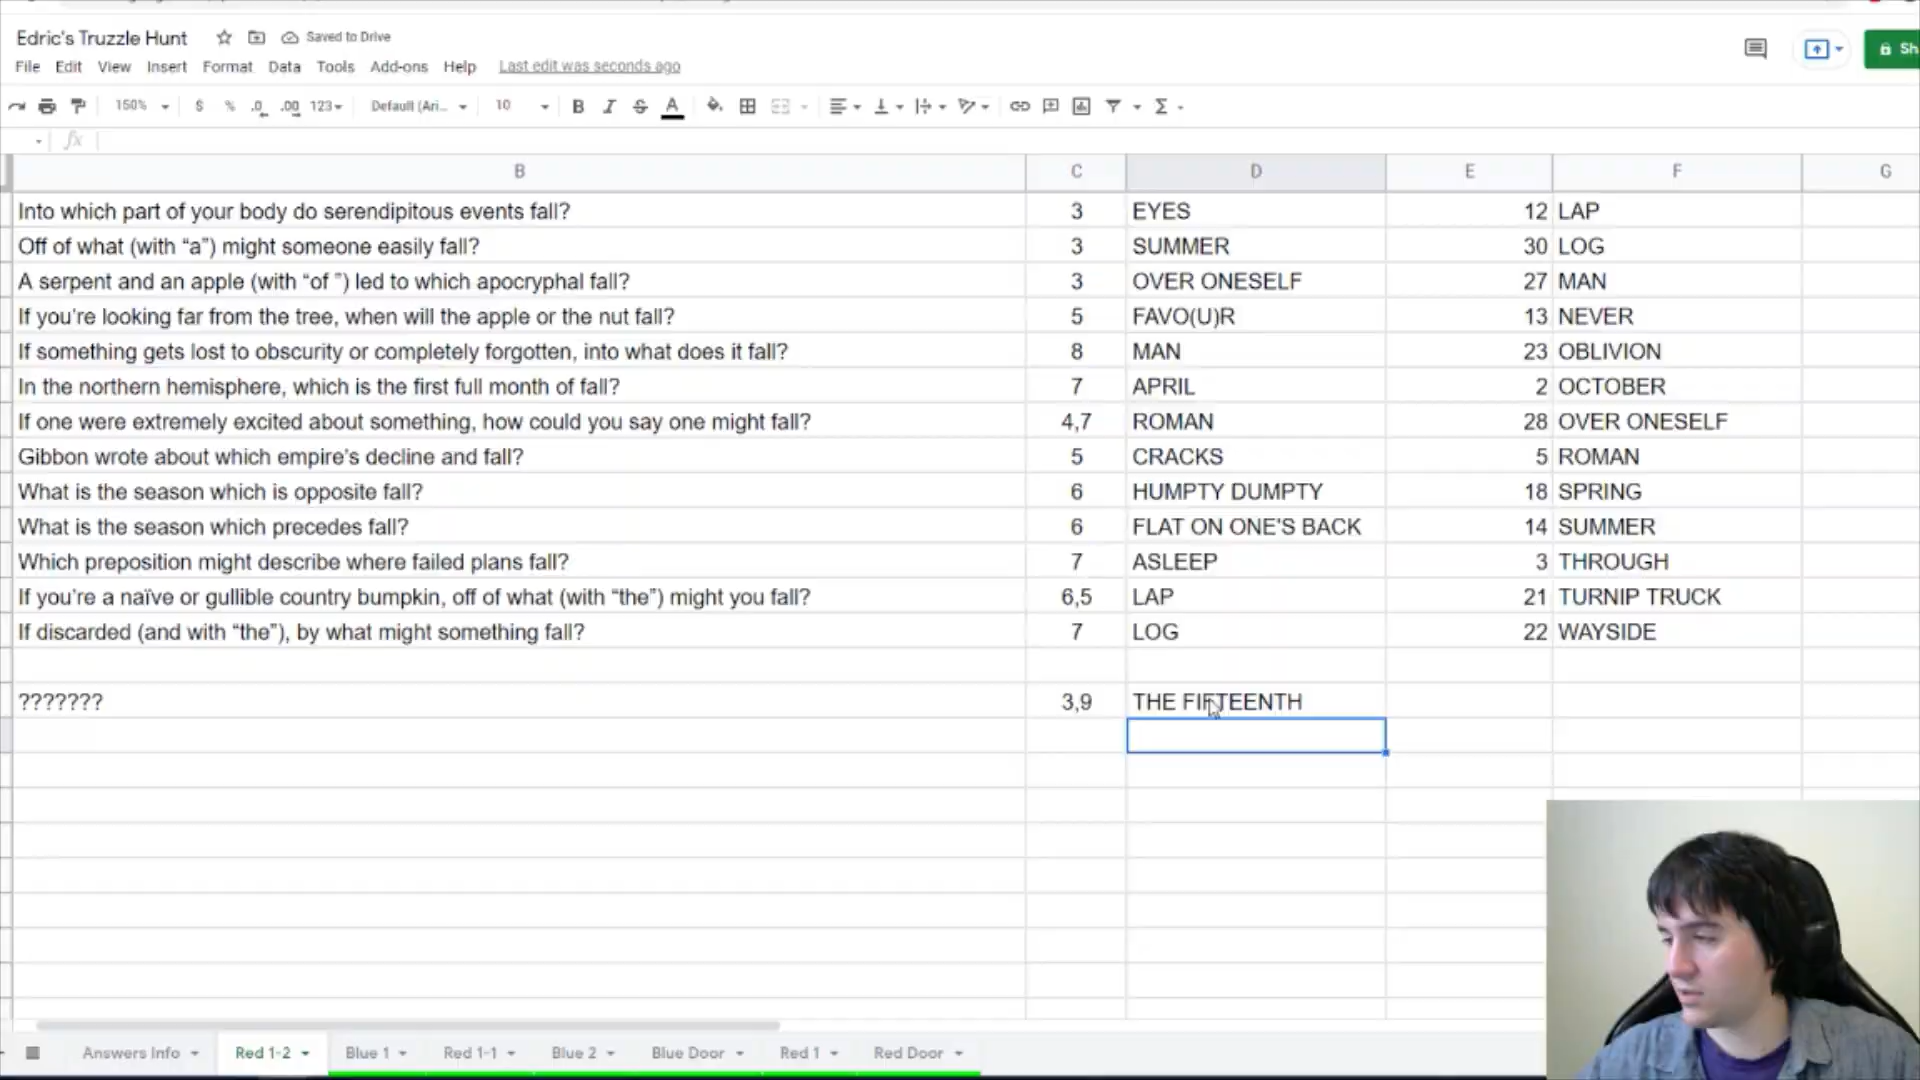 Edric's Truzzle Hunt Saved to Drive Sh
File Edit View Insert Format Data Tools Add-ons Help Last edit was seconds ago
150% $ % .0 .00 123 Default (Ari... 10 B I S A Σ
fx
B C D E F G
Into which part of your body do serendipitous events fall? 3 EYES 12 LAP
Off of what (with “a”) might someone easily fall? 3 SUMMER 30 LOG
A serpent and an apple (with “of ”) led to which apocryphal fall? 3 OVER ONESELF 27 MAN
If you’re looking far from the tree, when will the apple or the nut fall? 5 FAVO(U)R 13 NEVER
If something gets lost to obscurity or completely forgotten, into what does it fall? 8 MAN 23 OBLIVION
In the northern hemisphere, which is the first full month of fall? 7 APRIL 2 OCTOBER
If one were extremely excited about something, how could you say one might fall? 4,7 ROMAN 28 OVER ONESELF
Gibbon wrote about which empire’s decline and fall? 5 CRACKS 5 ROMAN
What is the season which is opposite fall? 6 HUMPTY DUMPTY 18 SPRING
What is the season which precedes fall? 6 FLAT ON ONE'S BACK 14 SUMMER
Which preposition might describe where failed plans fall? 7 ASLEEP 3 THROUGH
If you’re a naïve or gullible country bumpkin, off of what (with “the”) might you fall? 6,5 LAP 21 TURNIP TRUCK
If discarded (and with “the”), by what might something fall? 7 LOG 22 WAYSIDE
??????? 3,9 THE FIFTEENTH
Answers Info Red 1-2 Blue 1 Red 1-1 Blue 2 Blue Door Red 1 Red Door